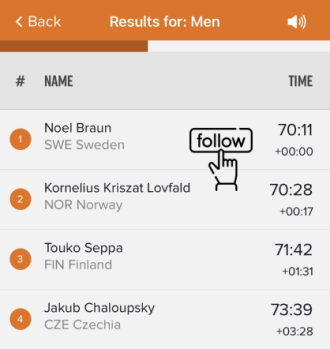 < Back Results for: Men
# NAME TIME
1 Noel Braun 70:11
SWE Sweden +00:00
follow
2 Kornelius Kriszat Lovfald 70:28
NOR Norway +00:17
3 Touko Seppa 71:42
FIN Finland +01:31
4 Jakub Chaloupsky 73:39
CZE Czechia +03:28